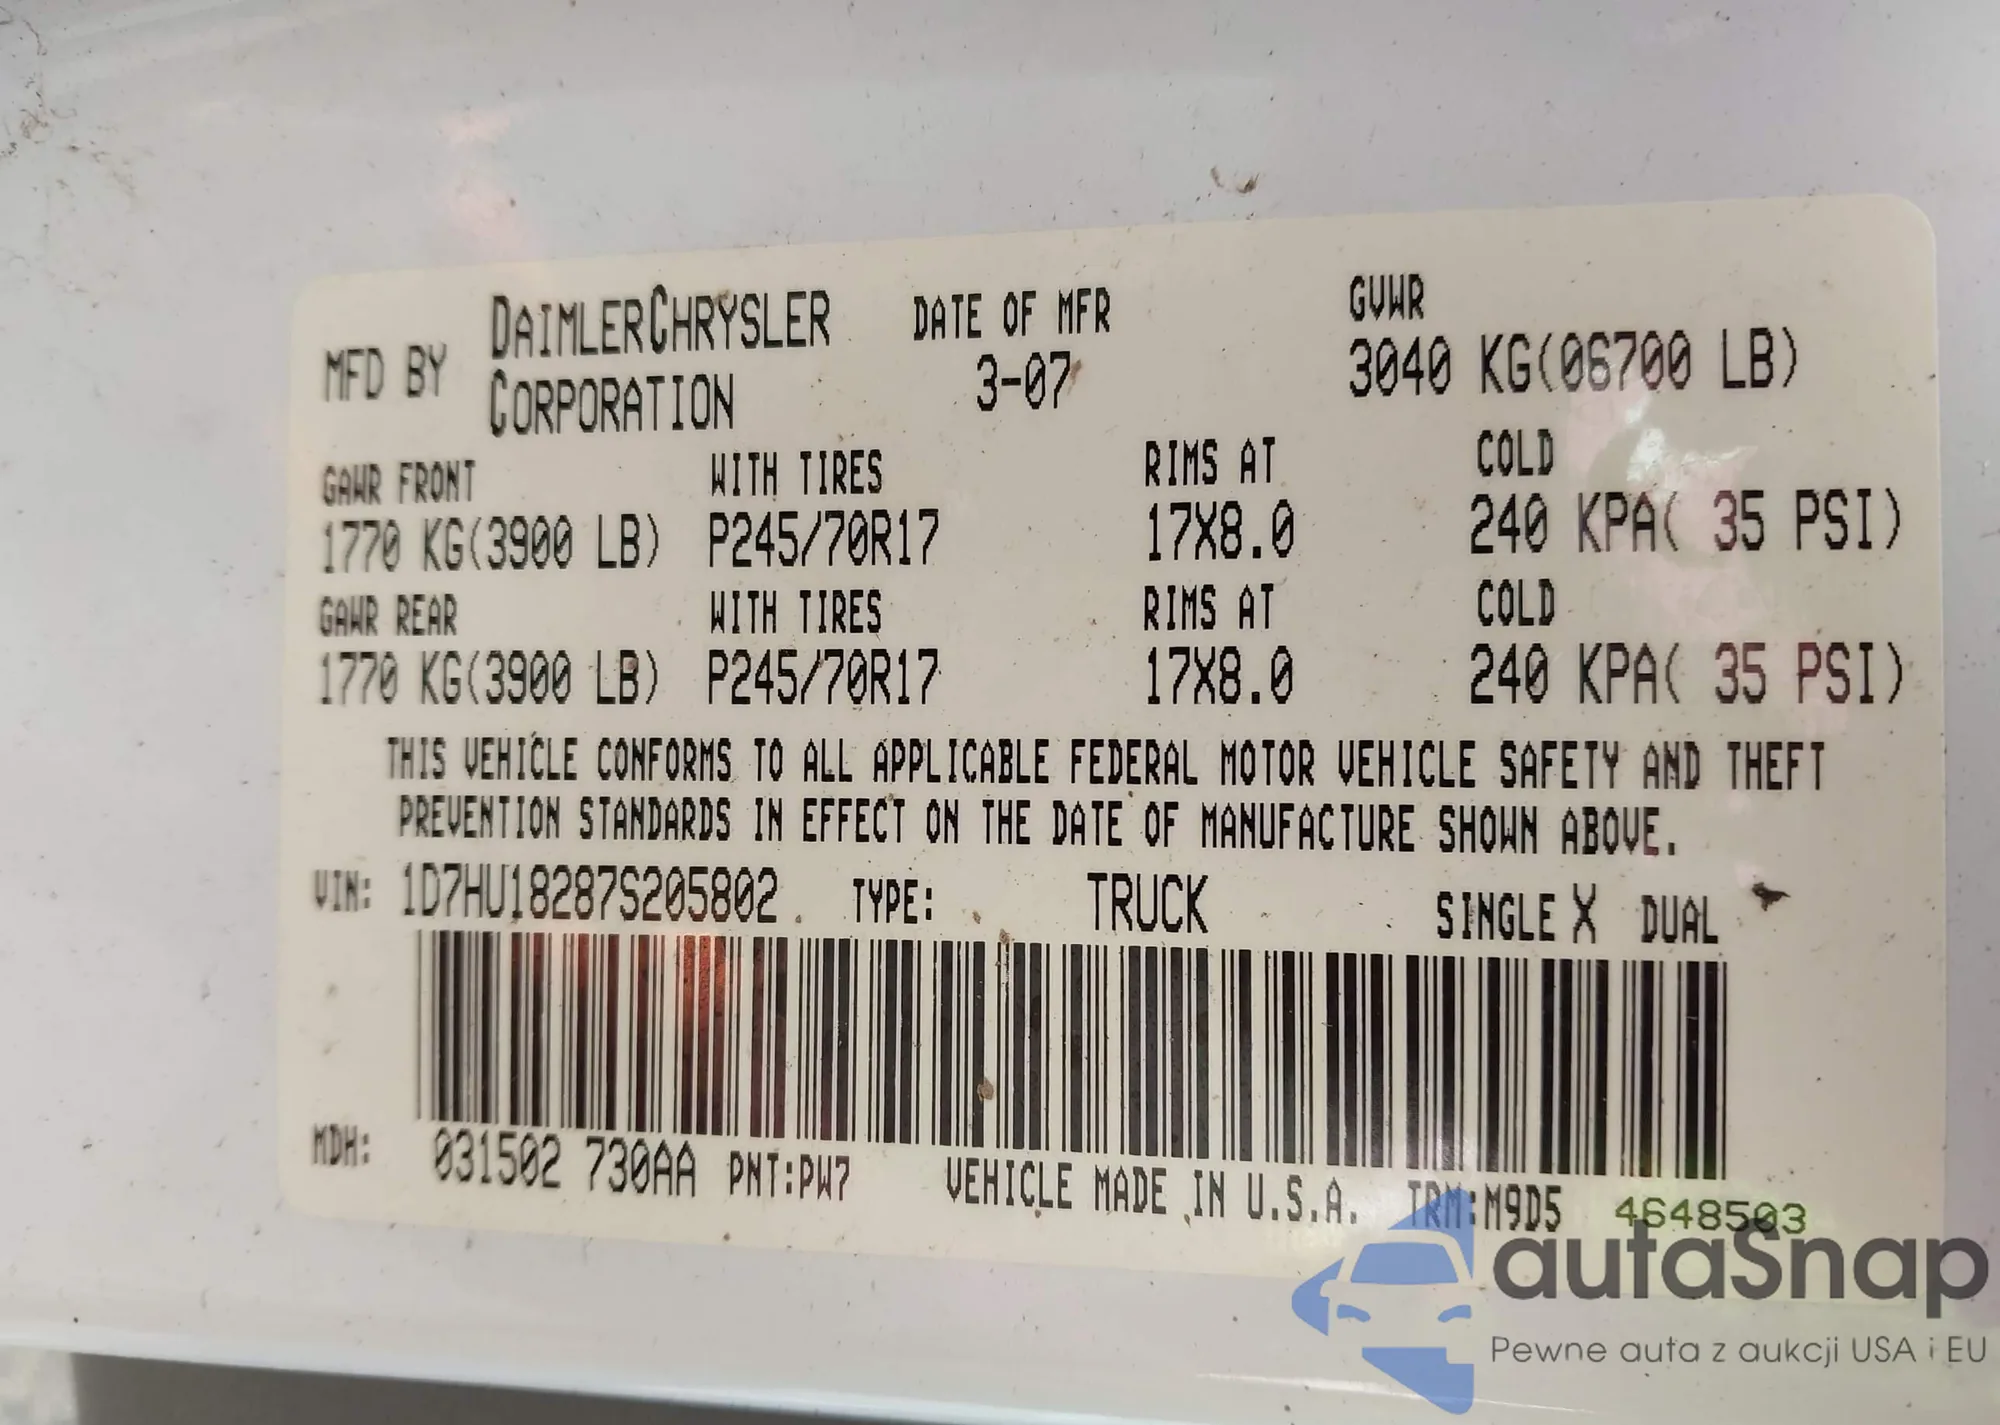 MFD BY DAIMLERCHRYSLER CORPORATION DATE OF MFR 3-07 GVWR 3040 KG(06700 LB)
GAWR FRONT WITH TIRES RIMS AT COLD
1770 KG(3900 LB) P245/70R17 17X8.0 240 KPA( 35 PSI)
GAWR REAR WITH TIRES RIMS AT COLD
1770 KG(3900 LB) P245/70R17 17X8.0 240 KPA( 35 PSI)
THIS VEHICLE CONFORMS TO ALL APPLICABLE FEDERAL MOTOR VEHICLE SAFETY AND THEFT
PREVENTION STANDARDS IN EFFECT ON THE DATE OF MANUFACTURE SHOWN ABOVE.
VIN: 1D7HU18287S205802 TYPE: TRUCK SINGLE X DUAL
MDH: 031502 730AA PNT:PW7 VEHICLE MADE IN U.S.A. TRM:M9D5 4648503
autaSnap
Pewne auta z aukcji USA i EU